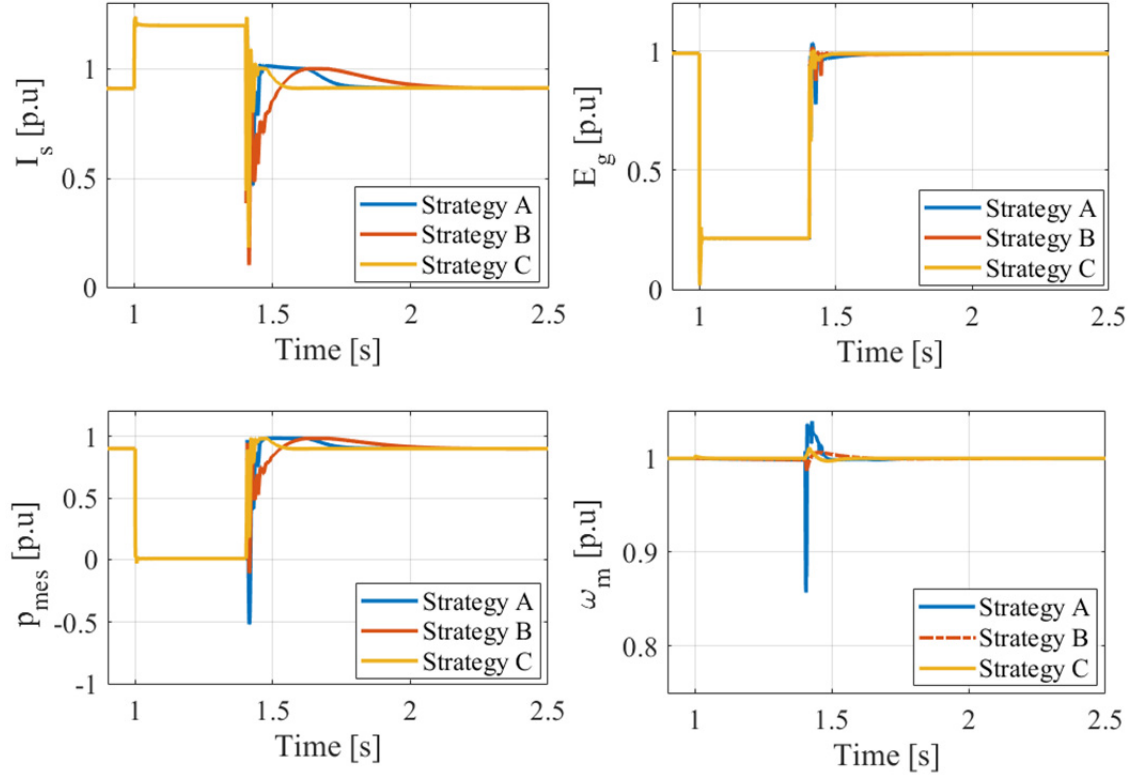 I_s [p.u]
1
0.5
0
Strategy A
Strategy B
Strategy C
1
1.5
2
2.5
Time [s]
E_g [p.u]
1
0.5
0
Strategy A
Strategy B
Strategy C
1
1.5
2
2.5
Time [s]
p_mes [p.u]
1
0.5
0
-0.5
-1
Strategy A
Strategy B
Strategy C
1
1.5
2
2.5
Time [s]
ω_m [p.u]
1
0.9
0.8
Strategy A
Strategy B
Strategy C
1
1.5
2
2.5
Time [s]